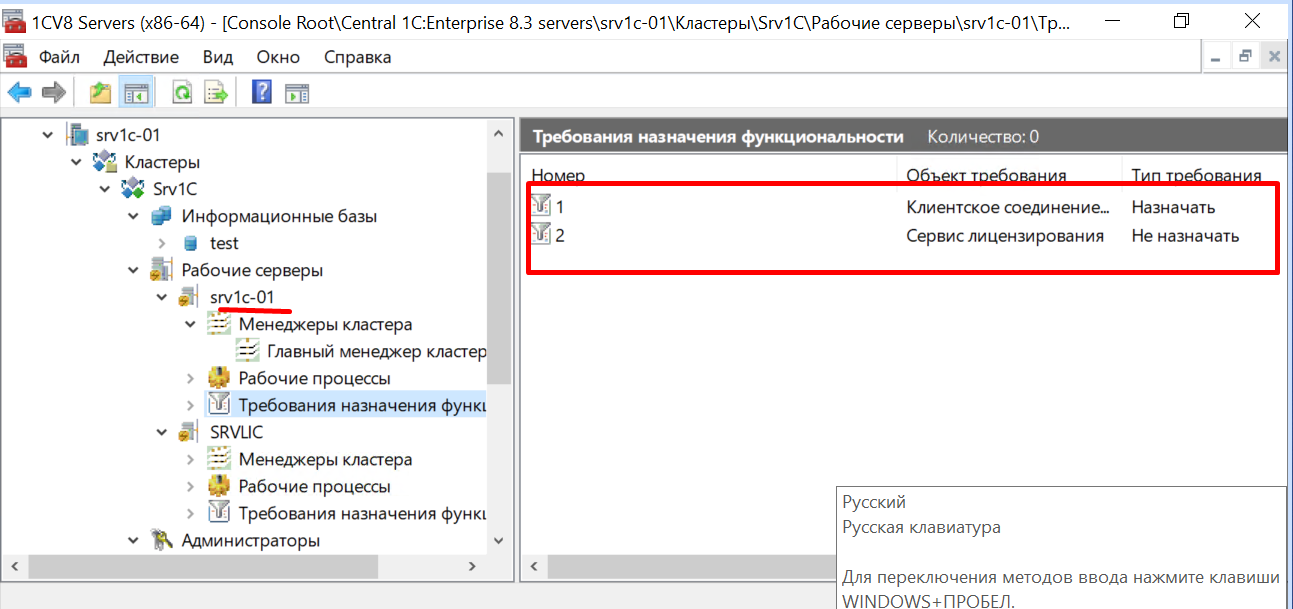 1CV8 Servers (x86-64) - [Console Root\Central 1C:Enterprise 8.3 servers\srv1c-01\Кластеры\Srv1C\Рабочие серверы\srv1c-01\Тр...
Файл Действие Вид Окно Справка
srv1c-01
Кластеры
Srv1C
Информационные базы
test
Рабочие серверы
srv1c-01
Менеджеры кластера
Главный менеджер кластер
Рабочие процессы
Требования назначения функц
SRVLIC
Менеджеры кластера
Рабочие процессы
Требования назначения функц
Администраторы
Требования назначения функциональности Количество: 0
Номер Объект требования Тип требования
1 Клиентское соединение... Назначать
2 Сервис лицензирования Не назначать
Русский
Русская клавиатура
Для переключения методов ввода нажмите клавиши
WINDOWS+ПРОБЕЛ.